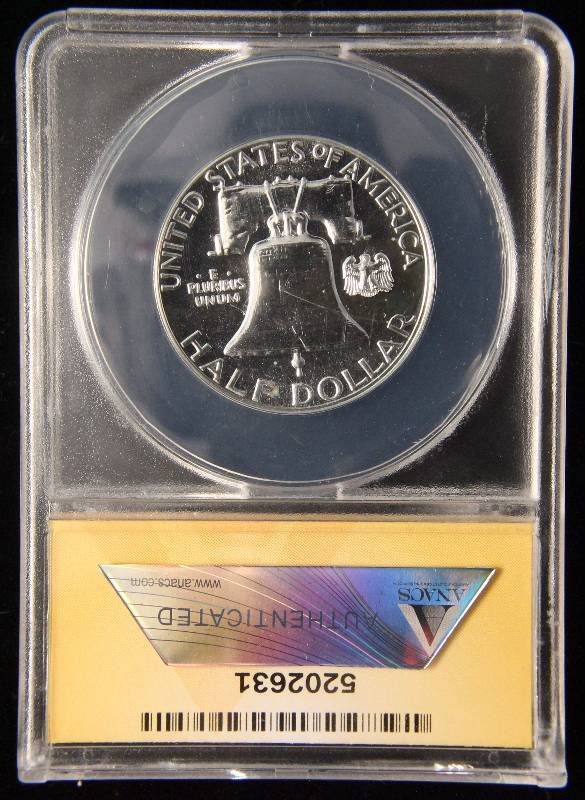 UNITED STATES OF AMERICA
· E ·
PLURIBUS
UNUM
HALF DOLLAR
ANACS
www.anacs.com
AUTHENTICATED
5202631